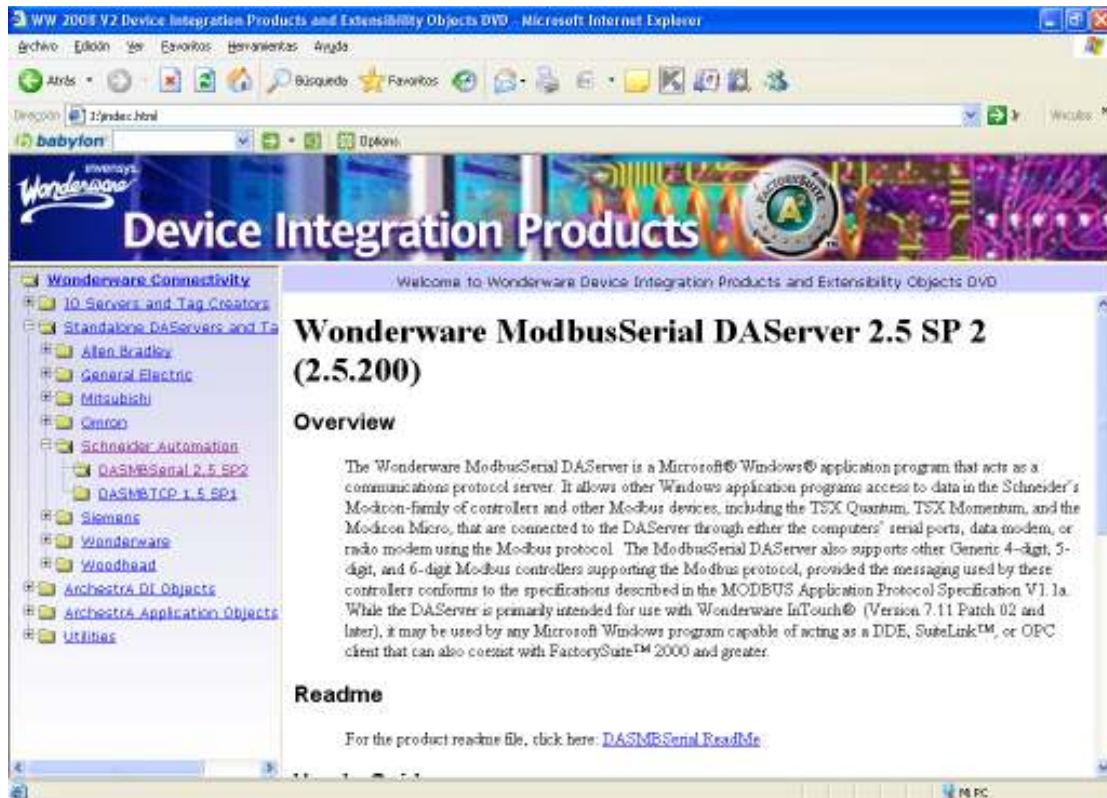 WW 2008 V2 Device Integration Products and Extensibility Objects DVD - Microsoft Internet Explorer
Archivo Edición Ver Favoritos Herramientas Ayuda
Atrás Búsqueda Favoritos
Dirección I:\index.html Ir Vínculos
babylon Options
invensys
Wonderware
Device Integration Products
FACTORYSUITE
A2
Wonderware Connectivity
IO Servers and Tag Creators
Standalone DAServers and Ta
Allen Bradley
General Electric
Mitsubishi
Omron
Schneider Automation
DASMBSerial 2.5 SP2
DASMBTCP 1.5 SP1
Siemens
Wonderware
Woodhead
ArchestrA DI Objects
ArchestrA Application Objects
Utilities
Welcome to Wonderware Device Integration Products and Extensibility Objects DVD
Wonderware ModbusSerial DAServer 2.5 SP 2
(2.5.200)
Overview
The Wonderware ModbusSerial DAServer is a Microsoft® Windows® application program that acts as a
communications protocol server. It allows other Windows application programs access to data in the Schneider's
Modicon-family of controllers and other Modbus devices, including the TSX Quantum, TSX Momentum, and the
Modicon Micro, that are connected to the DAServer through either the computers' serial ports, data modem, or
radio modem using the Modbus protocol. The ModbusSerial DAServer also supports other Generic 4-digit, 5-
digit, and 6-digit Modbus controllers supporting the Modbus protocol, provided the messaging used by these
controllers conforms to the specifications described in the MODBUS Application Protocol Specification V1.1a.
While the DAServer is primarily intended for use with Wonderware InTouch® (Version 7.11 Patch 02 and
later), it may be used by any Microsoft Windows program capable of acting as a DDE, SuiteLink™, or OPC
client that can also coexist with FactorySuite™ 2000 and greater.
Readme
For the product readme file, click here: DASMBSerial ReadMe
Mi PC